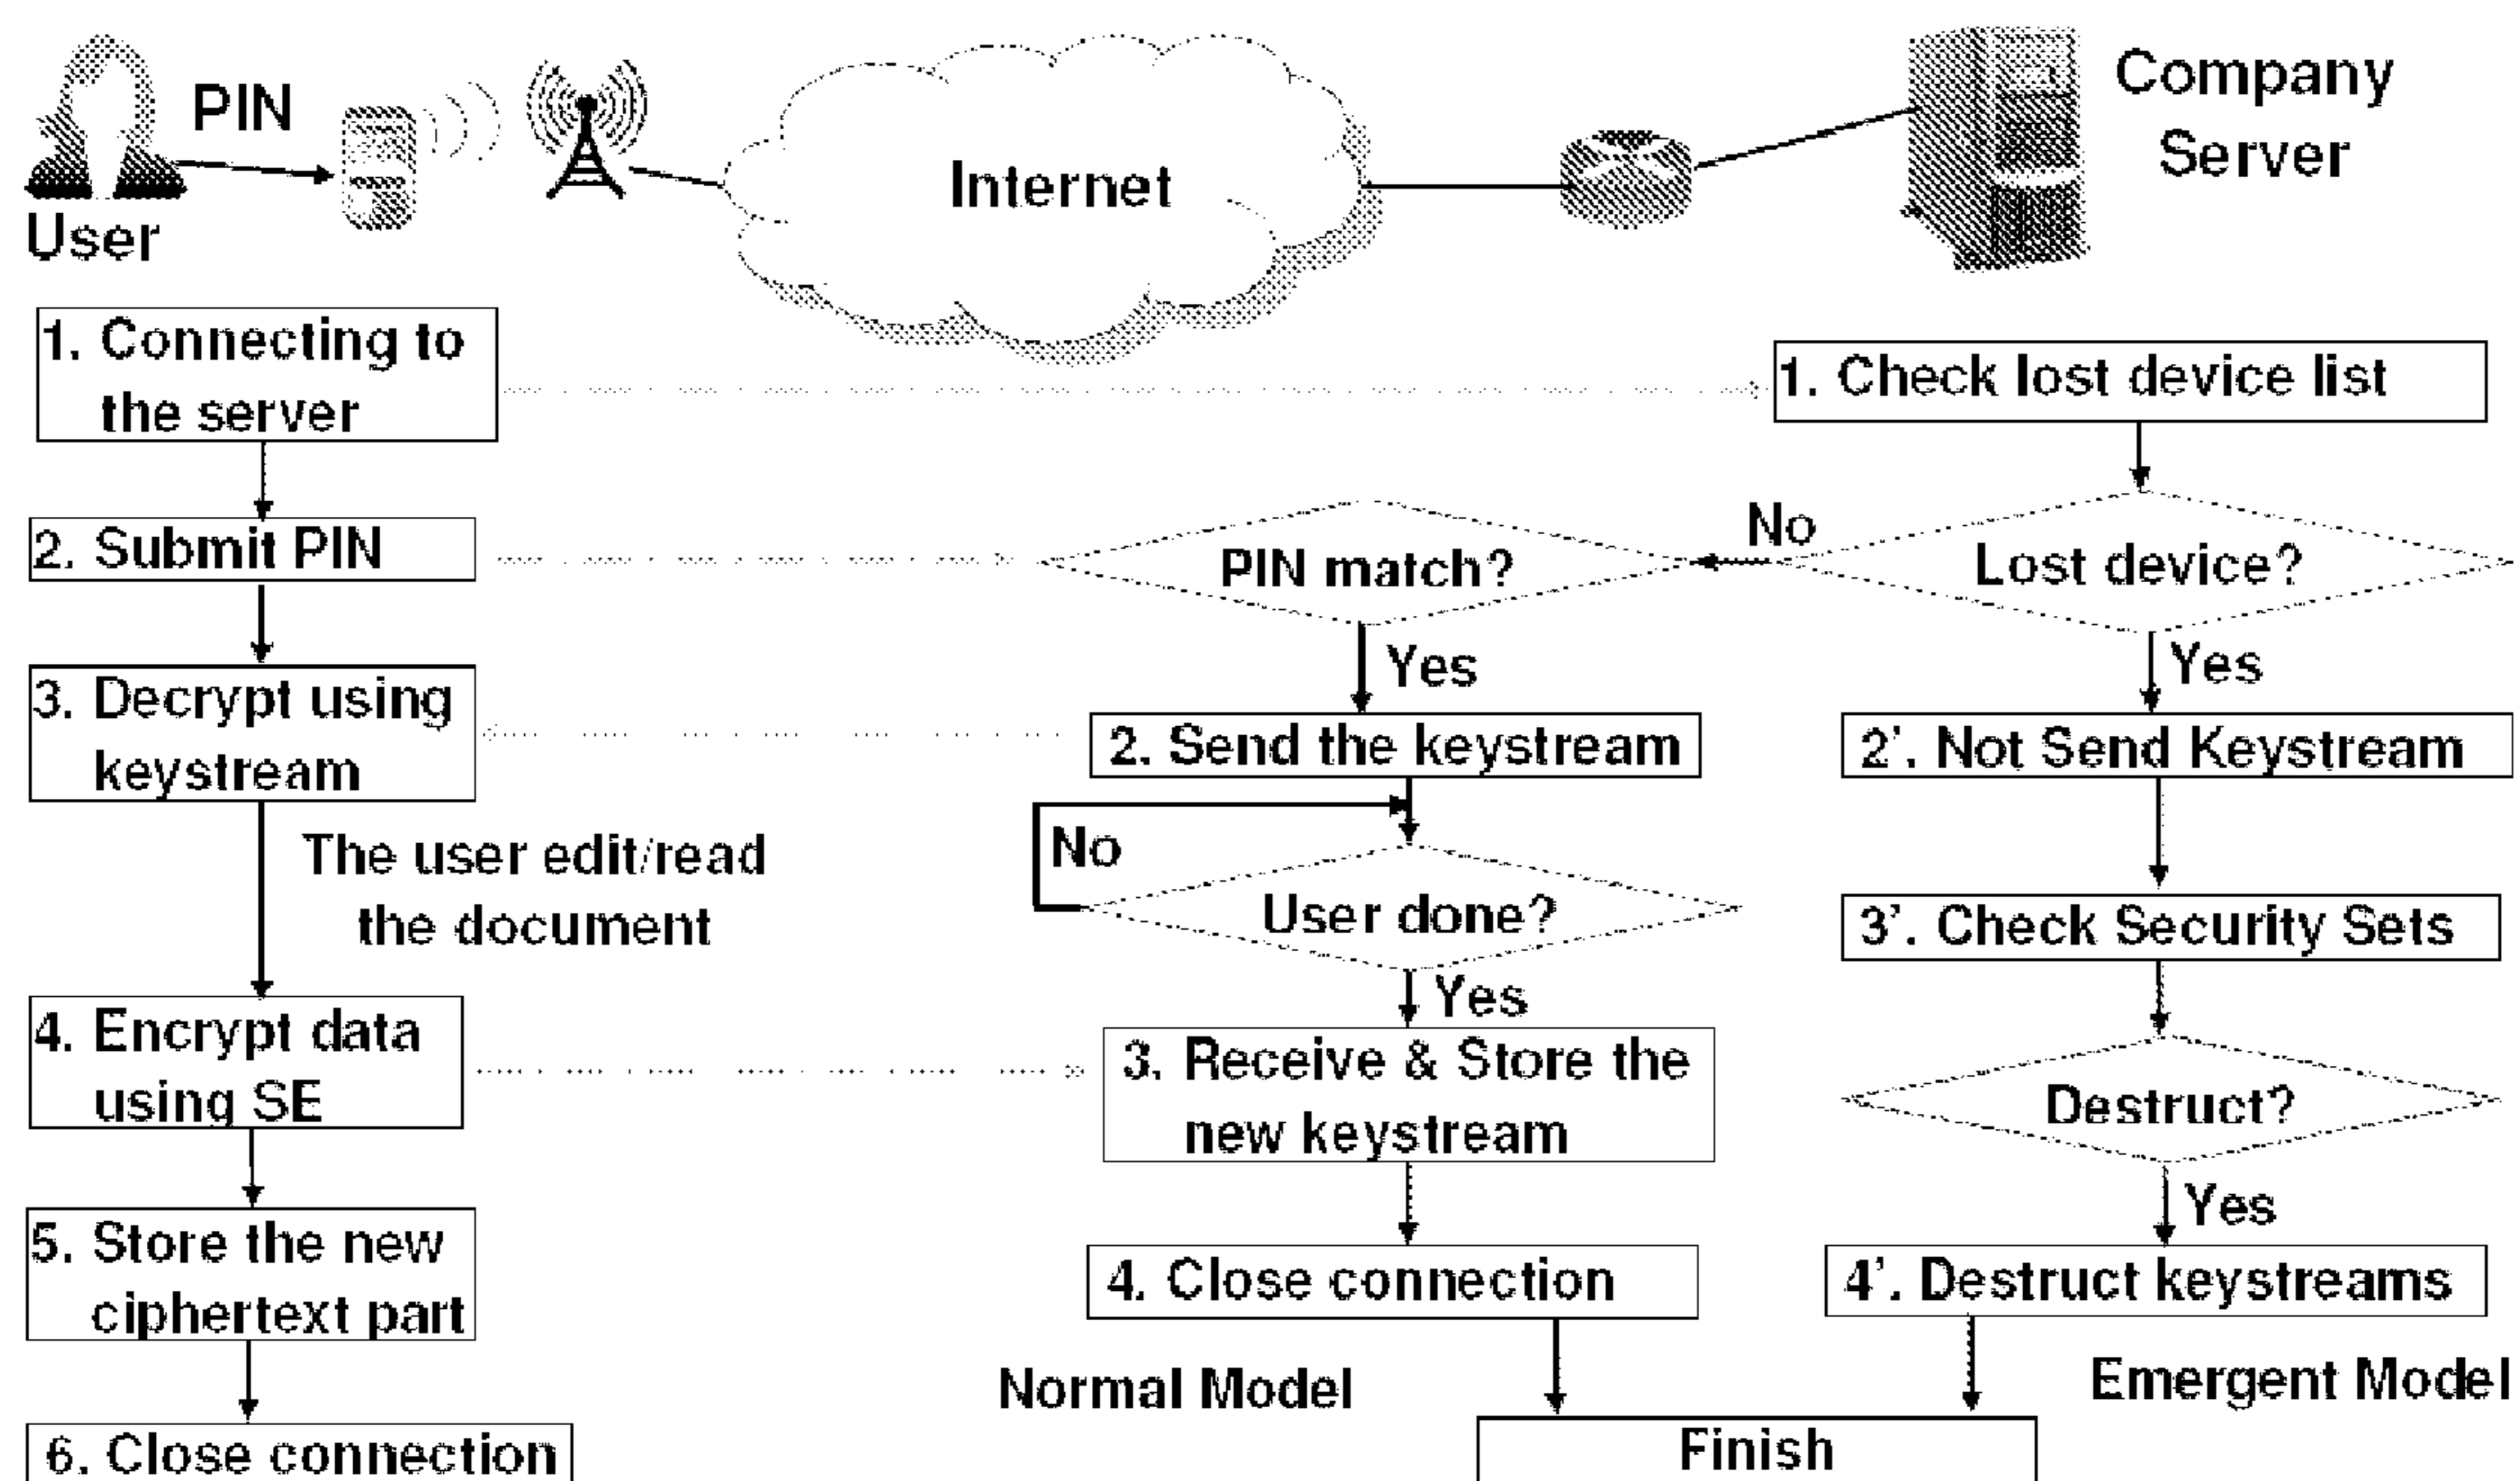 PIN
User
Internet
Company
Server
1. Connecting to
the server
1. Check lost device list
2. Submit PIN
PIN match?
No
Lost device?
Yes
Yes
3. Decrypt using
keystream
2. Send the keystream
2'. Not Send Keystream
The user edit/read
the document
No
User done?
3'. Check Security Sets
Yes
4. Encrypt data
using SE
3. Receive & Store the
new keystream
Destruct?
Yes
5. Store the new
ciphertext part
4. Close connection
4'. Destruct keystreams
Normal Model
Emergent Model
6. Close connection
Finish